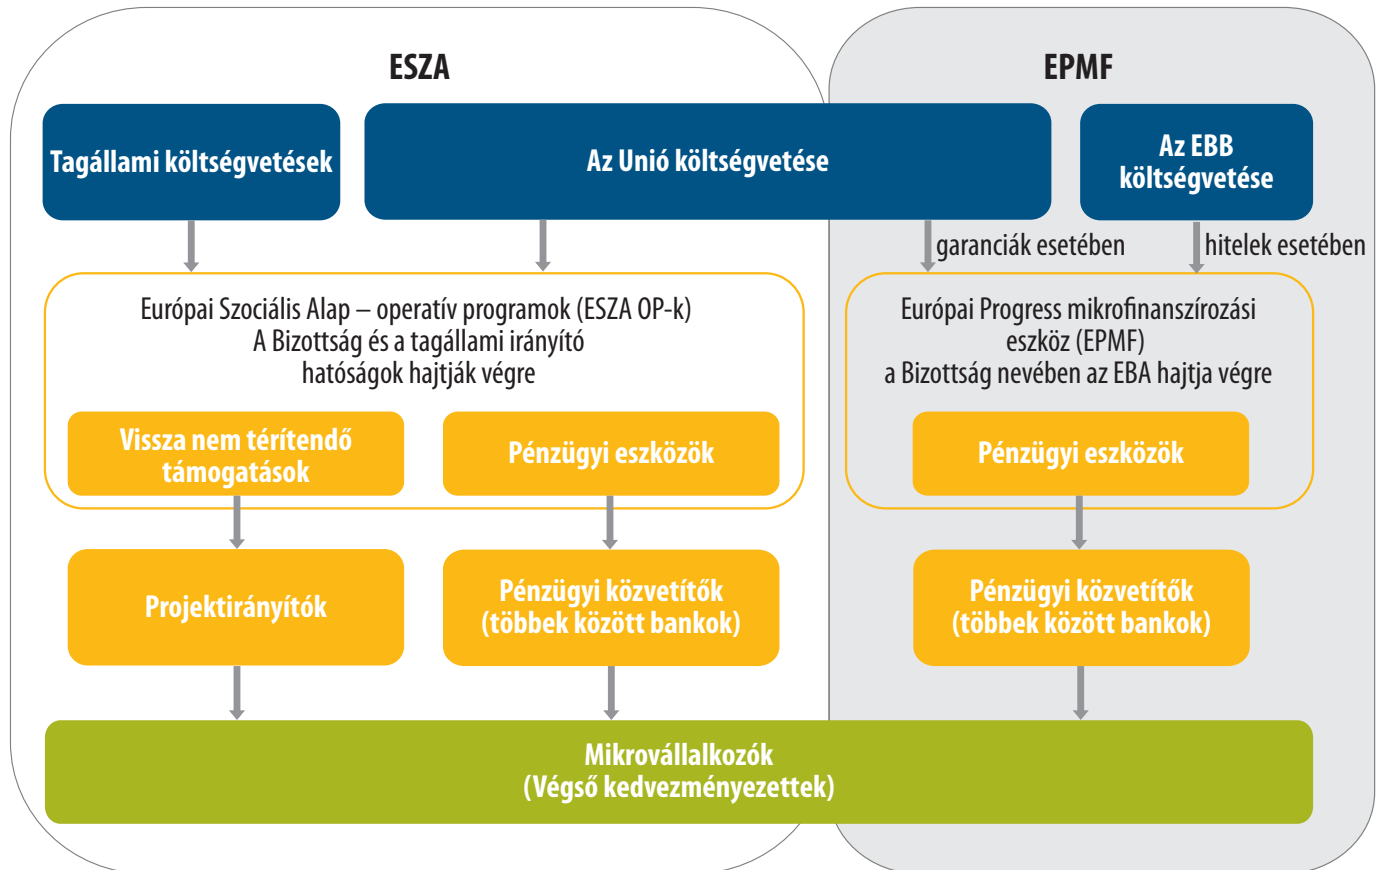 ESZA
EPMF
Tagállami költségvetések
Az Unió költségvetése
Az EBB
költségvetése
garanciák esetében
hitelek esetében
Európai Szociális Alap – operatív programok (ESZA OP-k)
A Bizottság és a tagállami irányító
hatóságok hajtják végre
Európai Progress mikrofinanszírozási
eszköz (EPMF)
a Bizottság nevében az EBA hajtja végre
Vissza nem térítendő
támogatások
Pénzügyi eszközök
Pénzügyi eszközök
Projektirányítók
Pénzügyi közvetítők
(többek között bankok)
Pénzügyi közvetítők
(többek között bankok)
Mikrovállalkozók
(Végső kedvezményezettek)